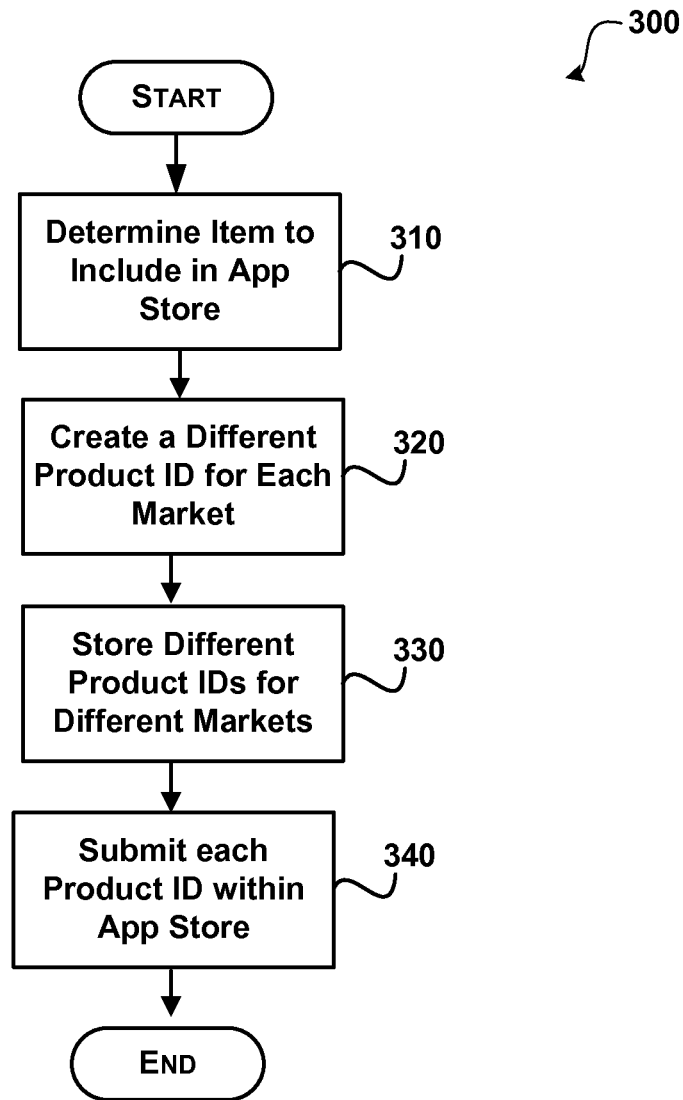 300
START
Determine Item to
Include in App
Store
310
Create a Different
Product ID for Each
Market
320
Store Different
Product IDs for
Different Markets
330
Submit each
Product ID within
App Store
340
END